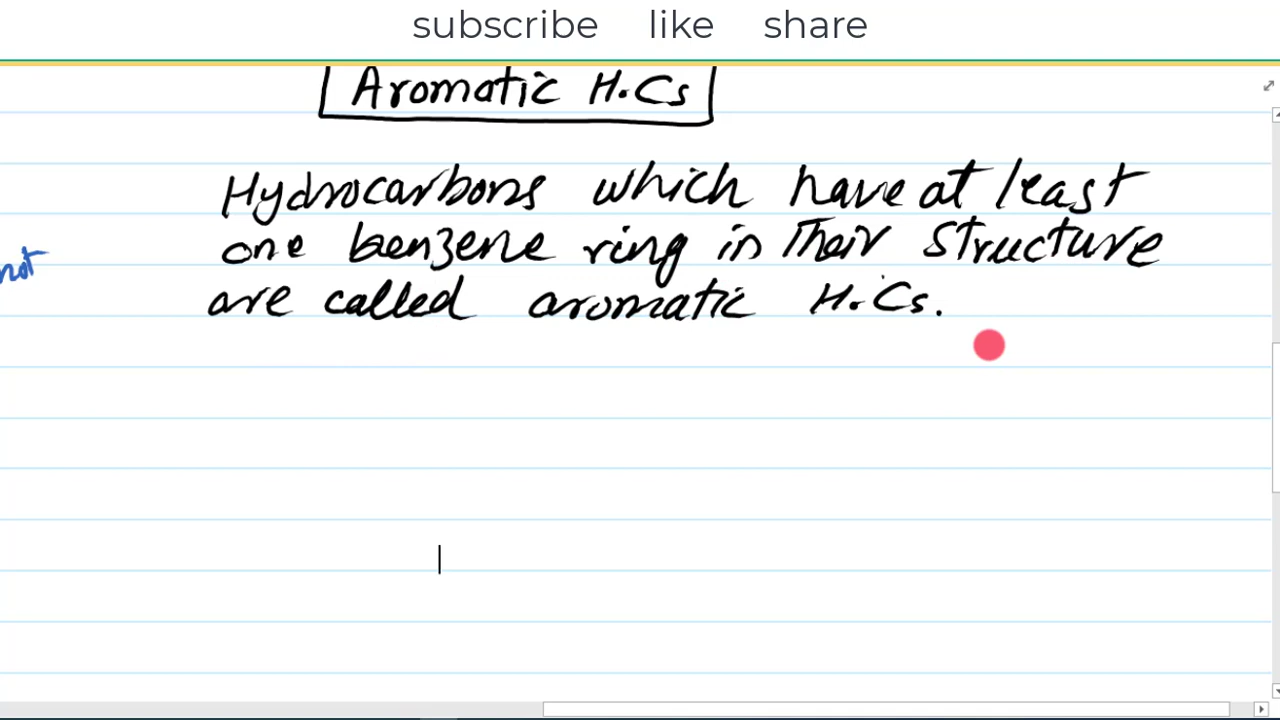 subscribe like share
Aromatic H.Cs
Hydrocarbons which have at least
one benzene ring in their structure
not
are called aromatic H.Cs.